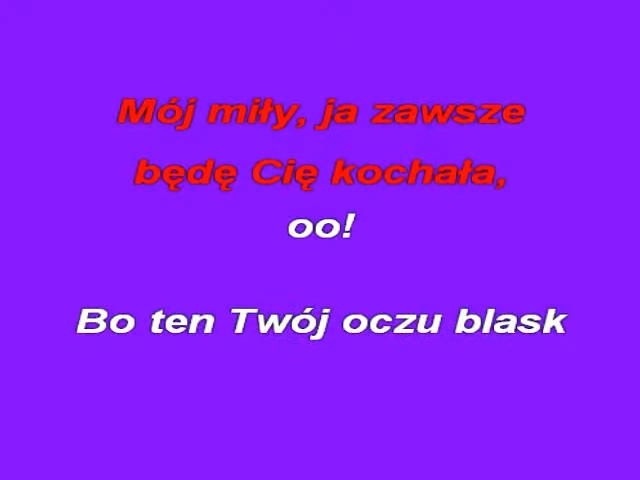 Mój miły, ja zawsze
będę Cię kochała,
oo!
Bo ten Twój oczu blask